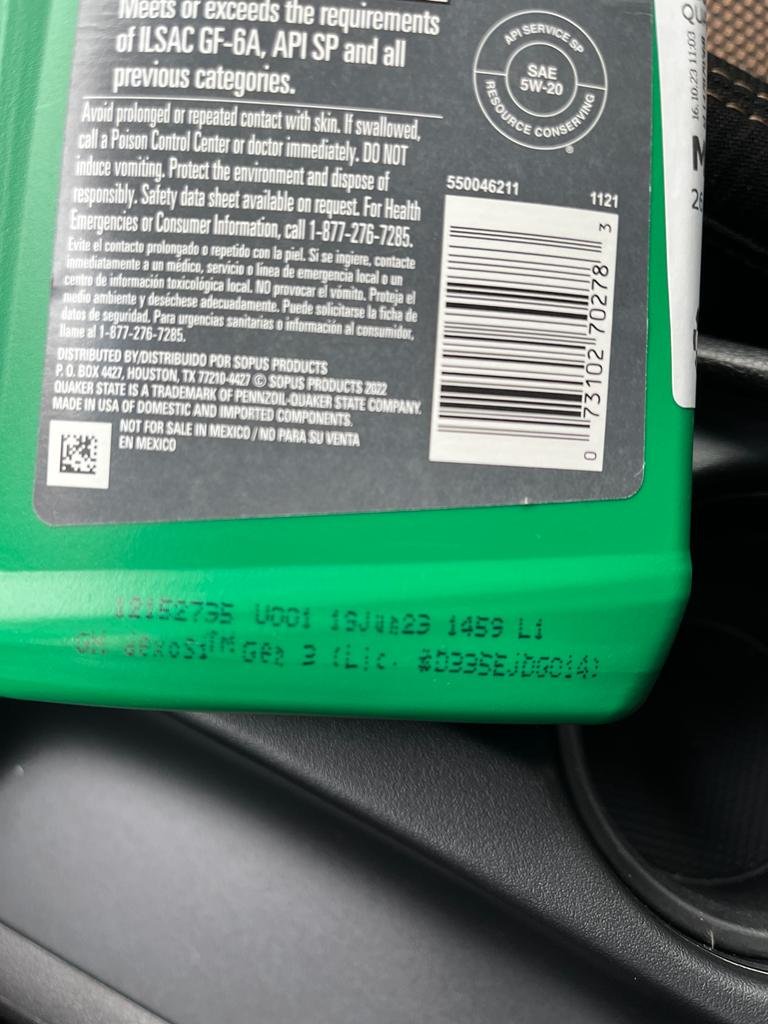 Meets or exceeds the requirements
of ILSAC GF-6A, API SP and all
previous categories.
API SERVICE SP
SAE
5W-20
RESOURCE CONSERVING
®
Avoid prolonged or repeated contact with skin. If swallowed,
call a Poison Control Center or doctor immediately. DO NOT
induce vomiting. Protect the environment and dispose of
responsibly. Safety data sheet available on request. For Health
Emergencies or Consumer Information, call 1-877-276-7285.
Evite el contacto prolongado o repetido con la piel. Si se ingiere, contacte
inmediatamente a un médico, servicio o línea de emergencia local o un
centro de información toxicológica local. NO provocar el vómito. Proteja el
medio ambiente y deséchese adecuadamente. Puede solicitarse la ficha de
datos de seguridad. Para urgencias sanitarias o información al consumidor,
llame al 1-877-276-7285.
DISTRIBUTED BY/DISTRIBUIDO POR SOPUS PRODUCTS
P. O. BOX 4427, HOUSTON, TX 77210-4427 © SOPUS PRODUCTS 2022
QUAKER STATE IS A TRADEMARK OF PENNZOIL-QUAKER STATE COMPANY.
MADE IN USA OF DOMESTIC AND IMPORTED COMPONENTS.
NOT FOR SALE IN MEXICO / NO PARA SU VENTA
EN MEXICO
550046211
1121
0 73102 70278 3
16.10.23 11:03
12152735 U001 19JUN23 1459 L1
GM dexos1™ Gen 3 (Lic. #D335EJDG014)